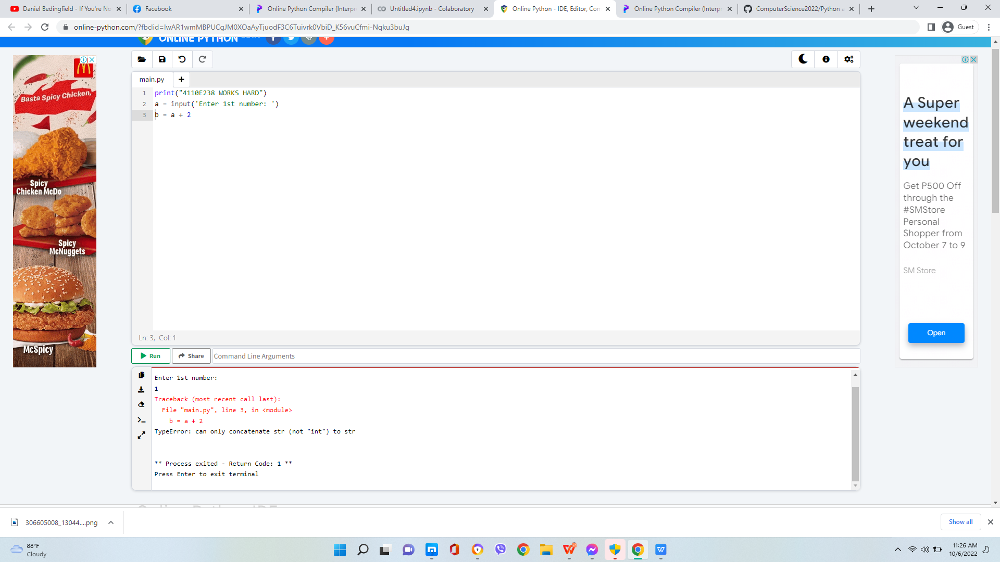 Daniel Bedingfield - If You're No
Facebook
Online Python Compiler (Interpr
Untitled4.ipynb - Colaboratory
Online Python - IDE, Editor, Com
Online Python Compiler (Interpr
ComputerScience2022/Python a
online-python.com/?fbclid=IwAR1wmMBPUCgJM0XOaAyTjuodF3C6Tuivrk0VbiD_K56vuCfmi-Nqku3buJg
Guest
ONLINE PYTHON
main.py
+
1 print("4110E238 WORKS HARD")
2 a = input('Enter 1st number: ')
3 b = a + 2
Ln: 3, Col: 1
Run
Share
Command Line Arguments
Enter 1st number:
1
Traceback (most recent call last):
File "main.py", line 3, in <module>
b = a + 2
TypeError: can only concatenate str (not "int") to str
** Process exited - Return Code: 1 **
Press Enter to exit terminal
Basta Spicy Chicken,
Spicy
Chicken McDo
Spicy
McNuggets
McSpicy
A Super
weekend
treat for
you
Get P500 Off
through the
#SMStore
Personal
Shopper from
October 7 to 9
SM Store
Open
306605008_13044....png
Show all
88°F
Cloudy
11:26 AM
10/6/2022